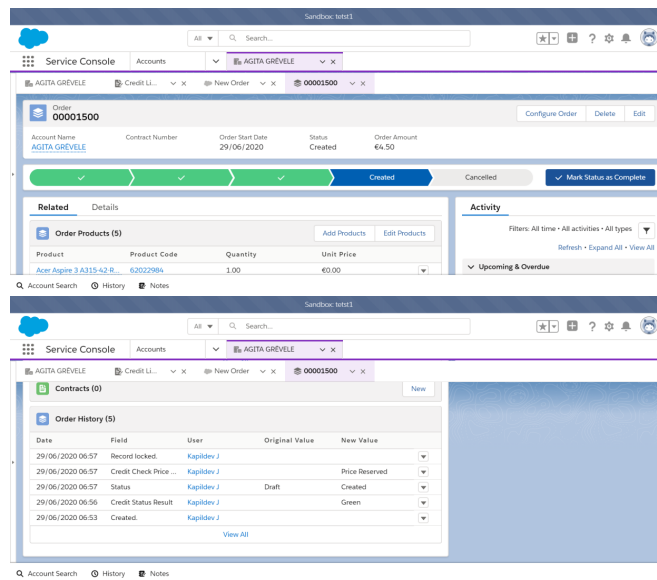 Sandbox: tetst1
All Search...
Service Console Accounts AGITA GRĒVELE
AGITA GRĒVELE Credit Li... New Order 00001500
Order
00001500
Configure Order Delete Edit
Account Name Contract Number Order Start Date Status Order Amount
AGITA GRĒVELE 29/06/2020 Created €4.50
Created Cancelled Mark Status as Complete
Related Details
Activity
Order Products (5) Add Products Edit Products
Filters: All time • All activities • All types
Refresh • Expand All • View All
Product Product Code Quantity Unit Price
Upcoming & Overdue
Acer Aspire 3 A315-42-R... 62022984 1.00 €0.00
Account Search History Notes
Sandbox: tetst1
All Search...
Service Console Accounts AGITA GRĒVELE
AGITA GRĒVELE Credit Li... New Order 00001500
Contracts (0) New
Order History (5)
Date Field User Original Value New Value
29/06/2020 06:57 Record locked. Kapildev J
29/06/2020 06:57 Credit Check Price ... Kapildev J Price Reserved
29/06/2020 06:57 Status Kapildev J Draft Created
29/06/2020 06:56 Credit Status Result Kapildev J Green
29/06/2020 06:53 Created. Kapildev J
View All
Account Search History Notes